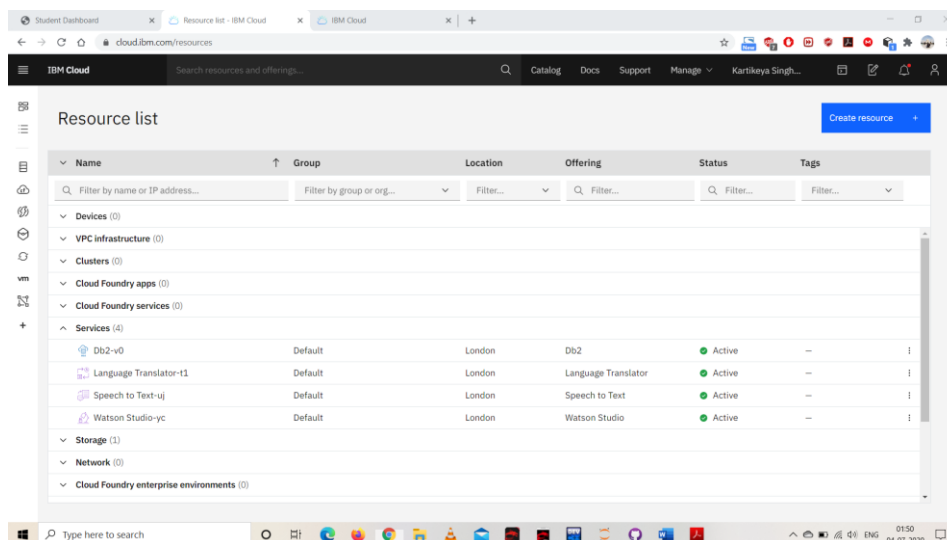 Student Dashboard
Resource list - IBM Cloud
IBM Cloud
cloud.ibm.com/resources
New
IBM Cloud
Search resources and offerings...
Catalog
Docs
Support
Manage
Kartikeya Singh...
Resource list
Create resource +
Name
Group
Location
Offering
Status
Tags
Filter by name or IP address...
Filter by group or org...
Filter...
Filter...
Filter...
Filter...
Devices (0)
VPC infrastructure (0)
Clusters (0)
Cloud Foundry apps (0)
Cloud Foundry services (0)
vm
Services (4)
Db2-v0 Default London Db2 Active —
Language Translator-t1 Default London Language Translator Active —
Speech to Text-uj Default London Speech to Text Active —
Watson Studio-yc Default London Watson Studio Active —
Storage (1)
Network (0)
Cloud Foundry enterprise environments (0)
Type here to search
ENG
01:50
04-07-2020